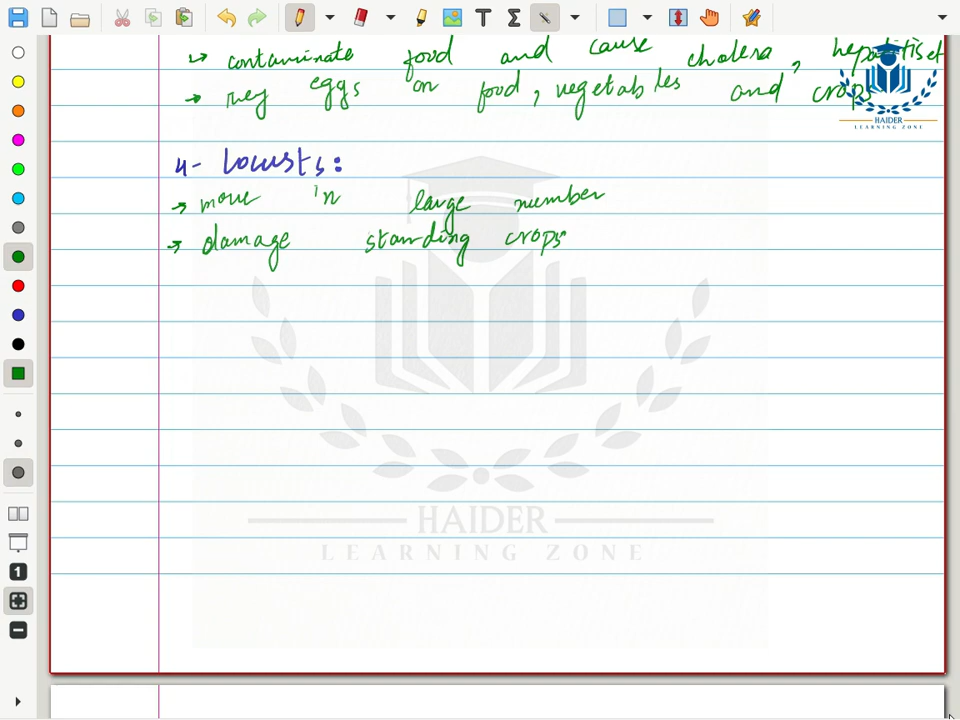 → contaminate food and cause cholera, hepatitis et
→ eggs on food, vegetables and crops
HAIDER
LEARNING ZONE
4- Locusts:
→ move in large number
→ damage standing crops
HAIDER
LEARNING ZONE